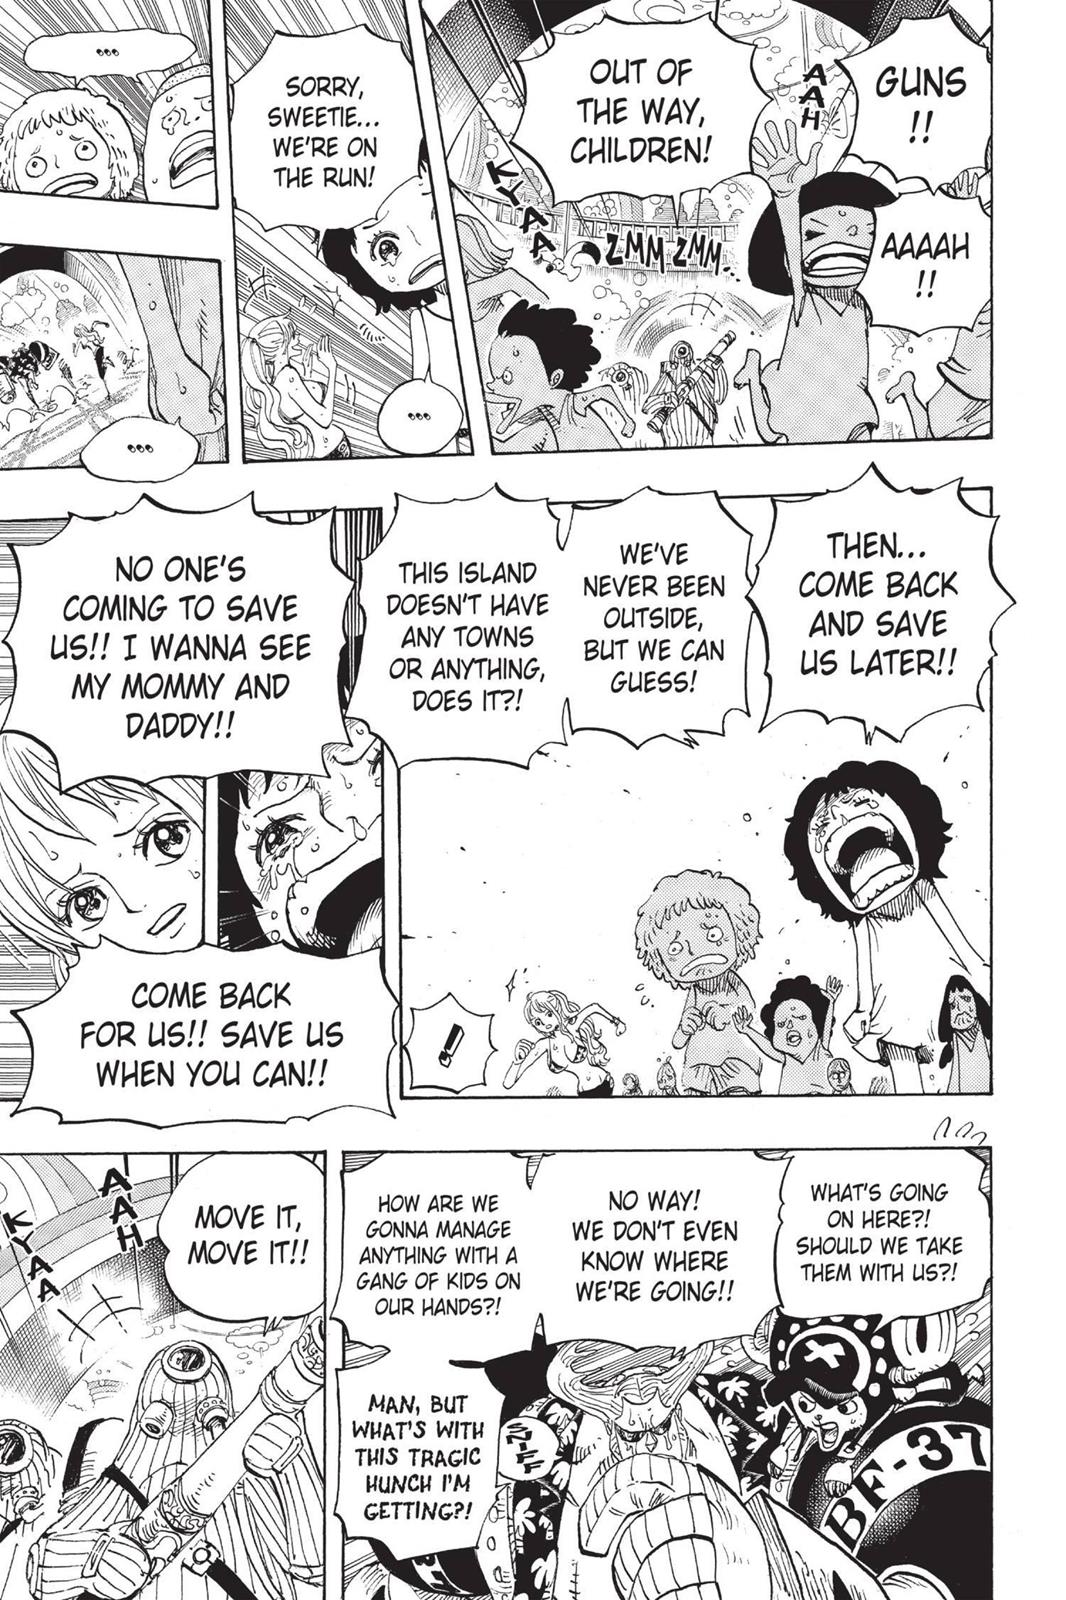 GUNS
!!
AAAAH
!!
AAH
OUT OF
THE WAY,
CHILDREN!
KYAA
ZMM ZMM...
SORRY,
SWEETIE...
WE'RE ON
THE RUN!
...
...
...
THEN...
COME BACK
AND SAVE
US LATER!!
WE'VE
NEVER BEEN
OUTSIDE,
BUT WE CAN
GUESS!
THIS ISLAND
DOESN'T HAVE
ANY TOWNS
OR ANYTHING,
DOES IT?!
!
NO ONE'S
COMING TO SAVE
US!! I WANNA SEE
MY MOMMY AND
DADDY!!
COME BACK
FOR US!! SAVE US
WHEN YOU CAN!!
WHAT'S GOING
ON HERE?!
SHOULD WE TAKE
THEM WITH US?!
NO WAY!
WE DON'T EVEN
KNOW WHERE
WE'RE GOING!!
HOW ARE WE
GONNA MANAGE
ANYTHING WITH A
GANG OF KIDS ON
OUR HANDS?!
MAN, BUT
WHAT'S WITH
THIS TRAGIC
HUNCH I'M
GETTING?!
SNIFF
BF-37
MOVE IT,
MOVE IT!!
AAH
KYAA